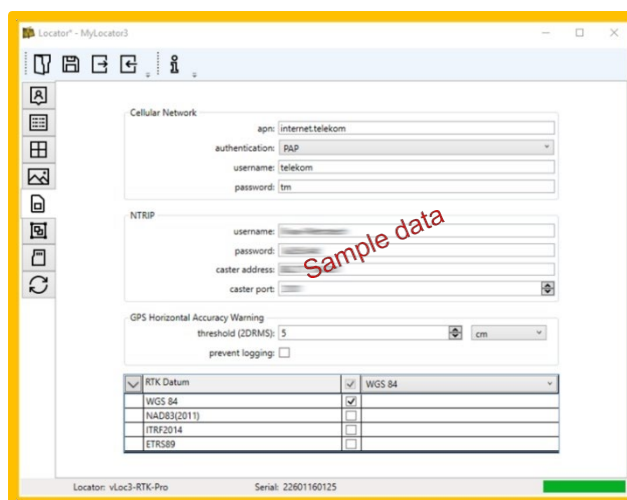 Locator* - MyLocator3
Cellular Network
apn: internet.telekom
authentication: PAP
username: telekom
password: tm
NTRIP
username:
password:
caster address:
caster port:
Sample data
GPS Horizontal Accuracy Warning
threshold (2DRMS): 5 cm
prevent logging:
RTK Datum WGS 84
WGS 84
NAD83(2011)
ITRF2014
ETRS89
Locator: vLoc3-RTK-Pro Serial: 22601160125